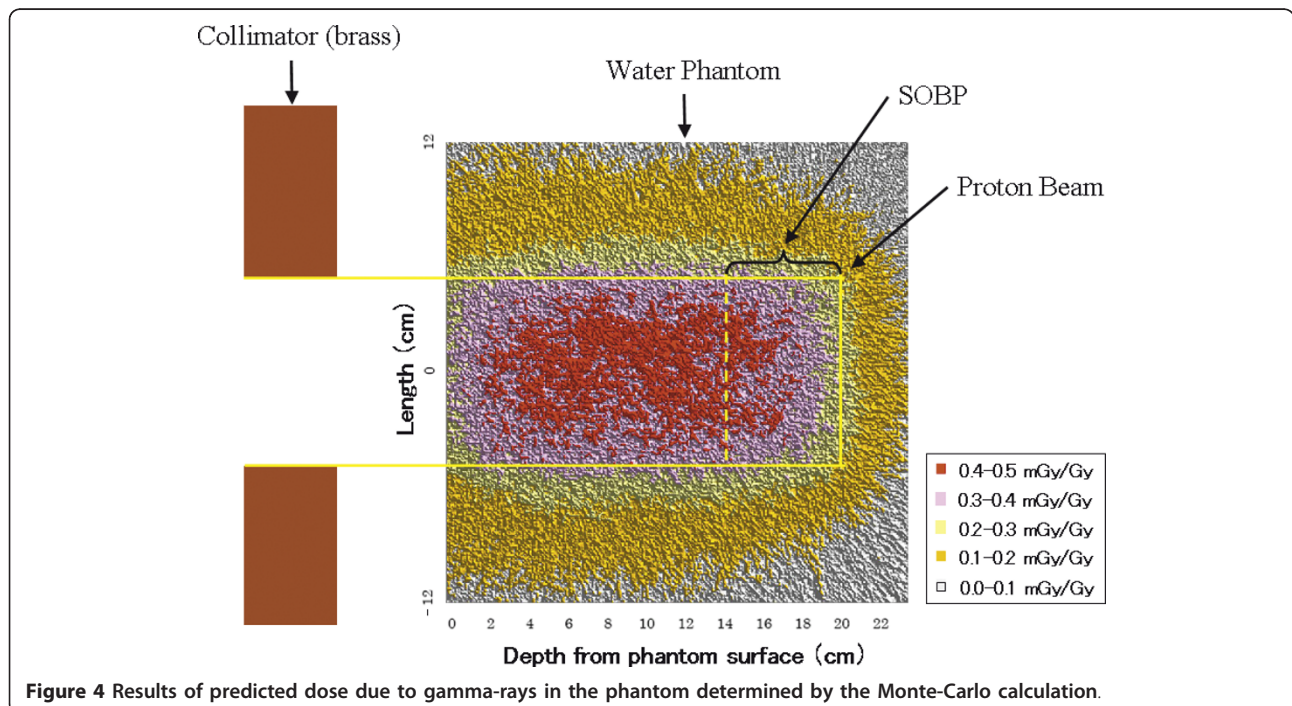 Collimator (brass)
Water Phantom
SOBP
Proton Beam
12
Length (cm)
0
-12
0 2 4 6 8 10 12 14 16 18 20 22
Depth from phantom surface (cm)
0.4-0.5 mGy/Gy
0.3-0.4 mGy/Gy
0.2-0.3 mGy/Gy
0.1-0.2 mGy/Gy
0.0-0.1 mGy/Gy
Figure 4 Results of predicted dose due to gamma-rays in the phantom determined by the Monte-Carlo calculation.